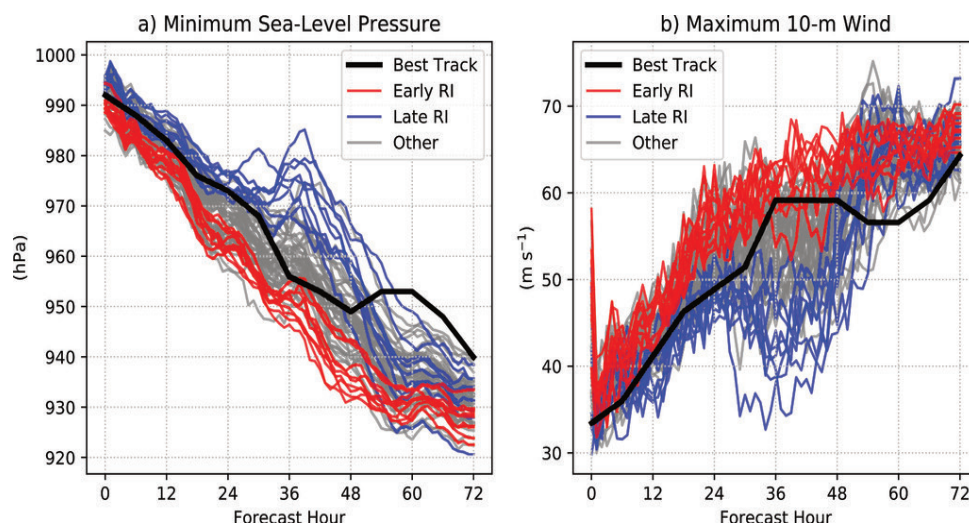 a) Minimum Sea-Level Pressure
1000
990
980
970
960
950
940
930
920
(hPa)
Best Track
Early RI
Late RI
Other
0 12 24 36 48 60 72
Forecast Hour
b) Maximum 10-m Wind
70
60
50
40
30
(m s⁻¹)
Best Track
Early RI
Late RI
Other
0 12 24 36 48 60 72
Forecast Hour